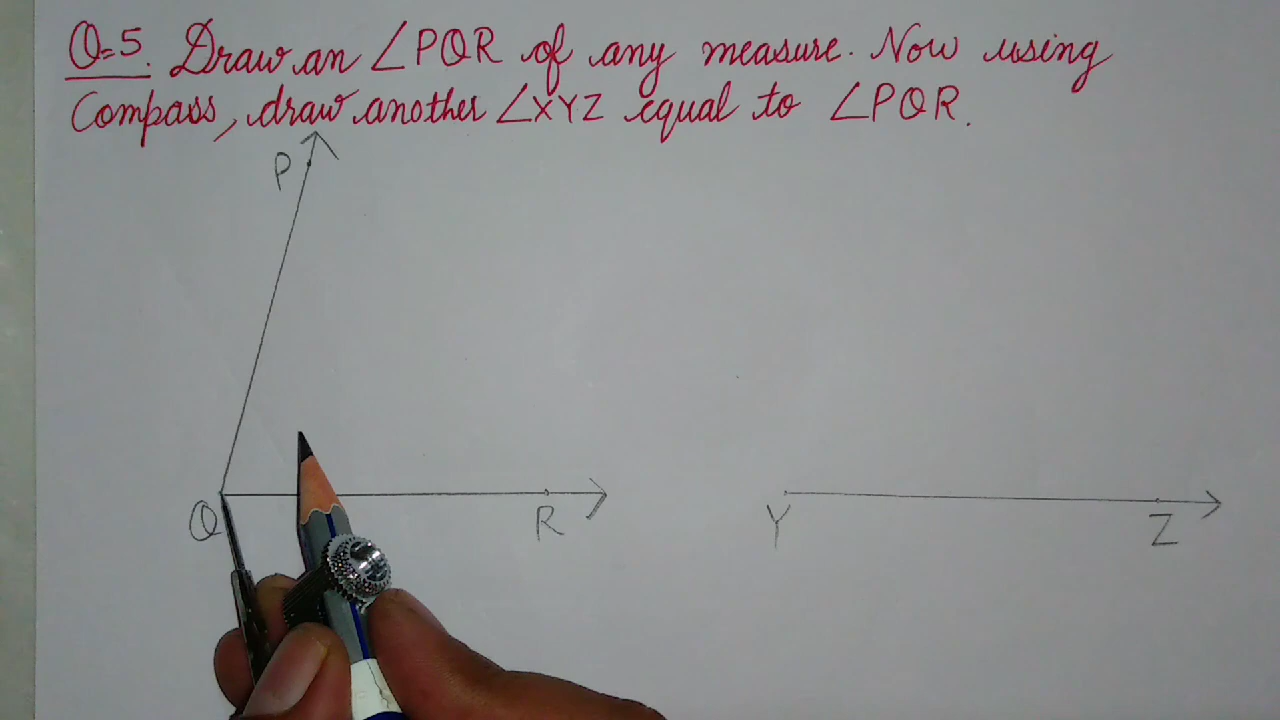 Q-5. Draw an ∠PQR of any measure. Now using
Compass, draw another ∠XYZ equal to ∠PQR.
P
Q
R
Y
Z